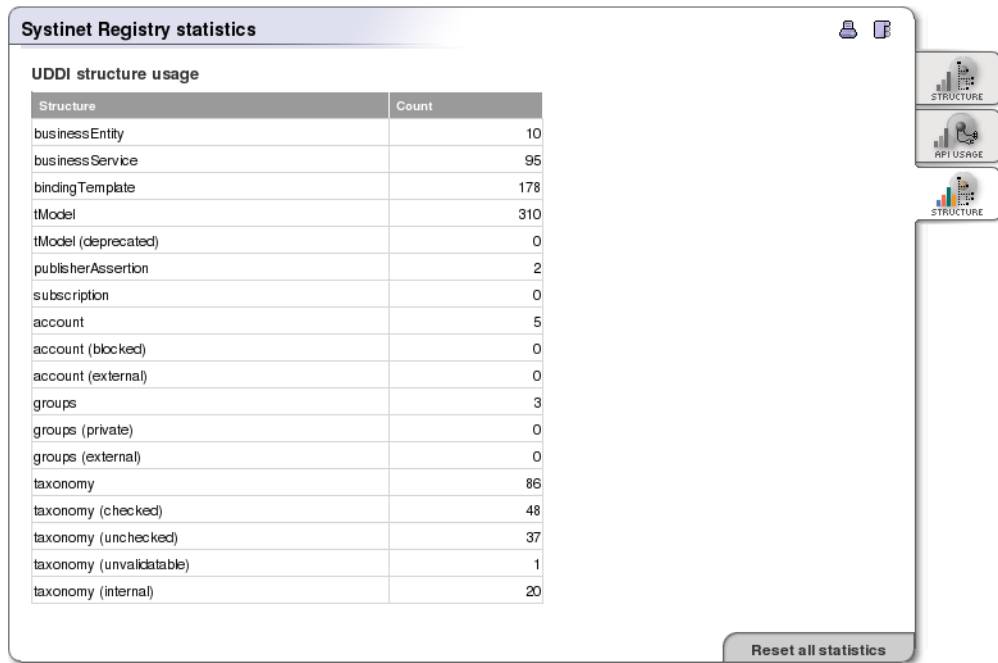 Systinet Registry statistics
UDDI structure usage
Structure Count
businessEntity 10
businessService 95
bindingTemplate 178
tModel 310
tModel (deprecated) 0
publisherAssertion 2
subscription 0
account 5
account (blocked) 0
account (external) 0
groups 3
groups (private) 0
groups (external) 0
taxonomy 86
taxonomy (checked) 48
taxonomy (unchecked) 37
taxonomy (unvalidatable) 1
taxonomy (internal) 20
Reset all statistics
STRUCTURE
API USAGE
STRUCTURE